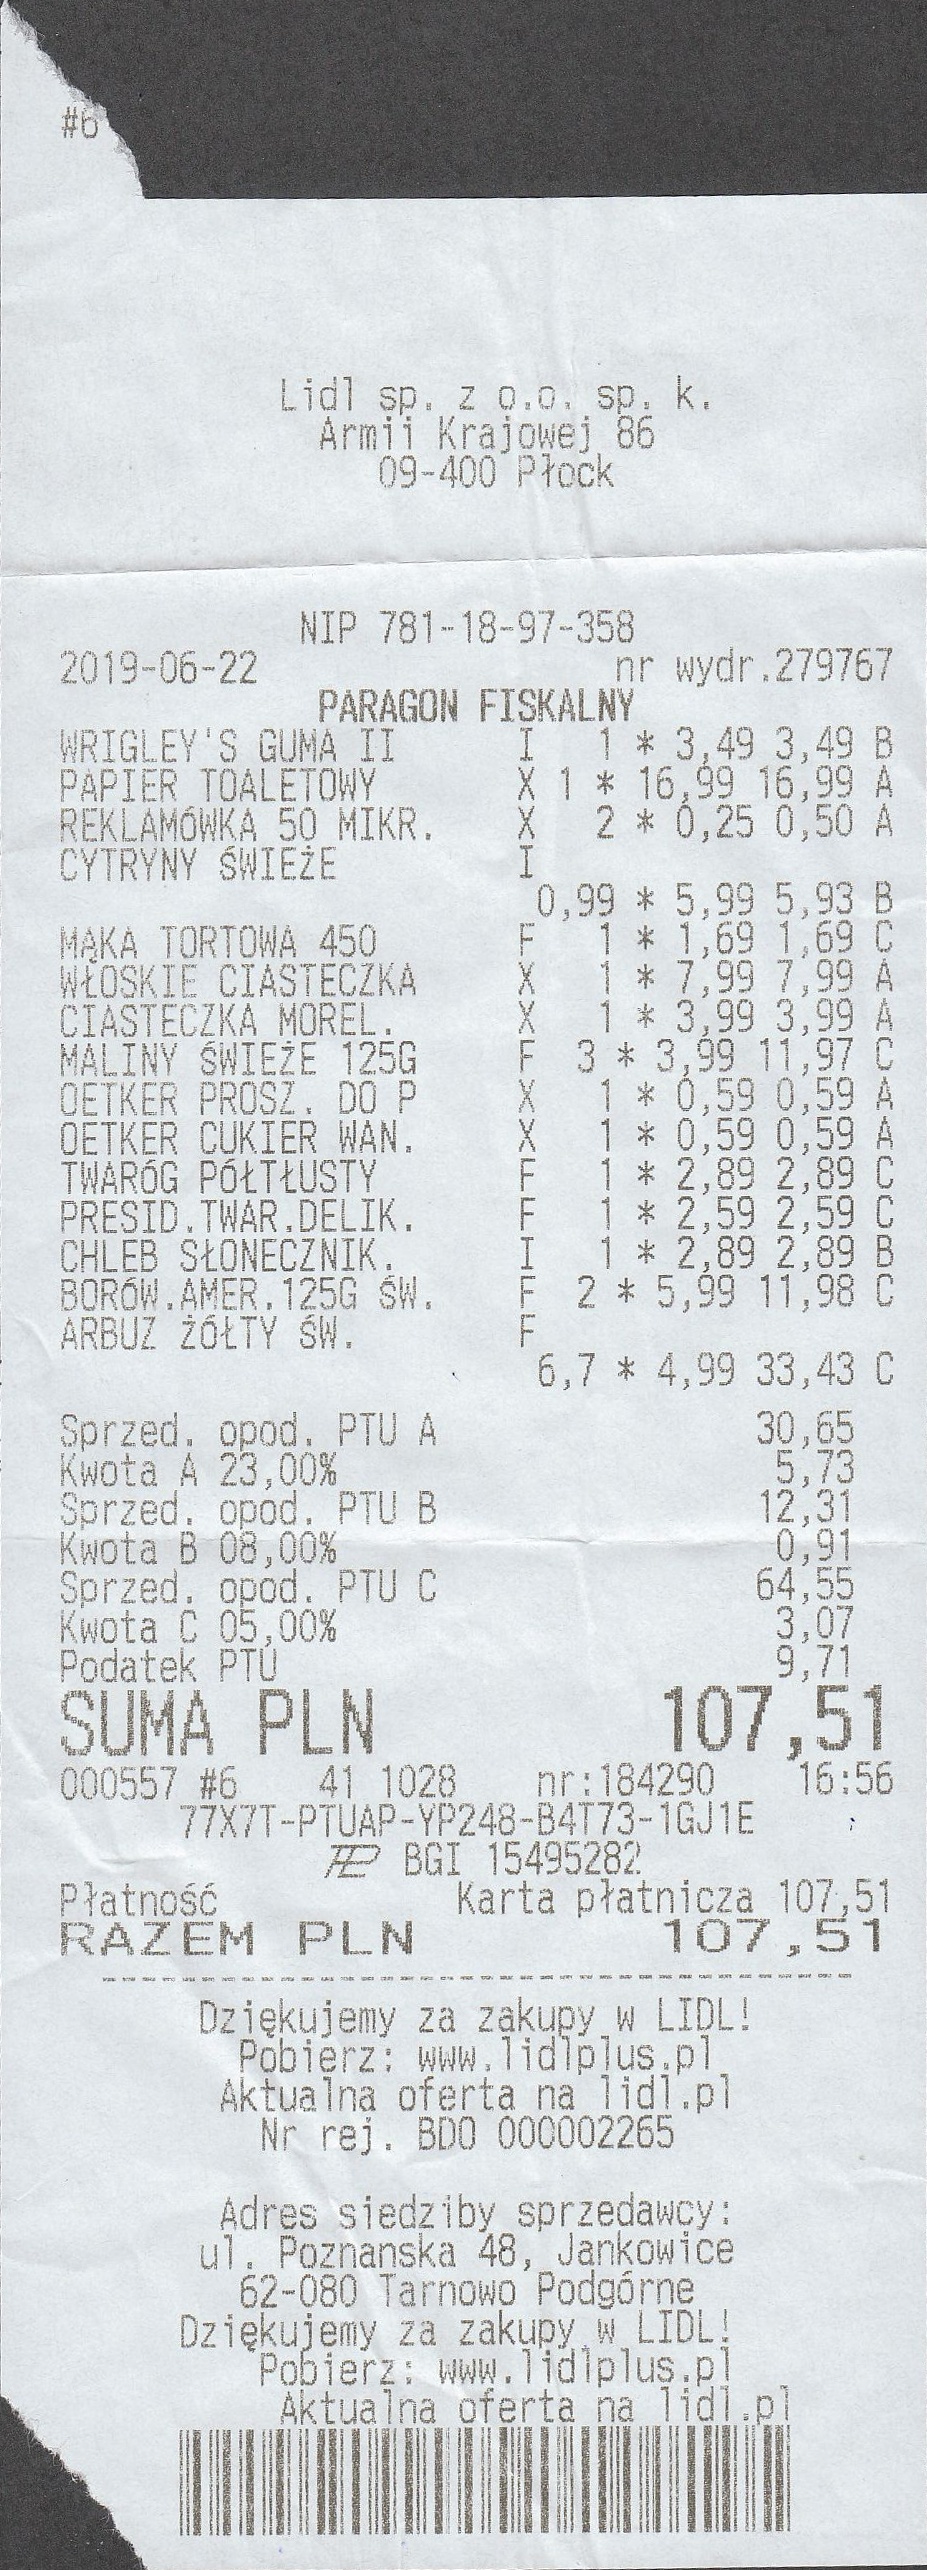 #6
Lidl sp. z o.o. sp. k.
Armii Krajowej 86
09-400 Płock
NIP 781-18-97-358
2019-06-22 nr wydr.279767
PARAGON FISKALNY
WRIGLEY'S GUMA II I 1 * 3,49 3,49 B
PAPIER TOALETOWY X 1 * 16,99 16,99 A
REKLAMÓWKA 50 MIKR. X 2 * 0,25 0,50 A
CYTRYNY ŚWIEŻE I
0,99 * 5,99 5,93 B
MĄKA TORTOWA 450 F 1 * 1,69 1,69 C
WŁOSKIE CIASTECZKA X 1 * 7,99 7,99 A
CIASTECZKA MOREL. X 1 * 3,99 3,99 A
MALINY ŚWIEŻE 125G F 3 * 3,99 11,97 C
OETKER PROSZ. DO P X 1 * 0,59 0,59 A
OETKER CUKIER WAN. X 1 * 0,59 0,59 A
TWARÓG PÓŁTŁUSTY F 1 * 2,89 2,89 C
PRESID.TWAR.DELIK. F 1 * 2,59 2,59 C
CHLEB SŁONECZNIK. I 1 * 2,89 2,89 B
BORÓW.AMER.125G ŚW. F 2 * 5,99 11,98 C
ARBUZ ŻÓŁTY ŚW. F
6,7 * 4,99 33,43 C
Sprzed. opod. PTU A 30,65
Kwota A 23,00% 5,73
Sprzed. opod. PTU B 12,31
Kwota B 08,00% 0,91
Sprzed. opod. PTU C 64,55
Kwota C 05,00% 3,07
Podatek PTU 9,71
SUMA PLN 107,51
000557 #6 41 1028 nr:184290 16:56
77X7T-PTUAP-YP248-B4T73-1GJ1E
BGI 15495282
Płatność Karta płatnicza 107,51
RAZEM PLN 107,51
Dziękujemy za zakupy w LIDL!
Pobierz: www.lidlplus.pl
Aktualna oferta na lidl.pl
Nr rej. BDO 000002265
Adres siedziby sprzedawcy:
ul. Poznanska 48, Jankowice
62-080 Tarnowo Podgórne
Dziękujemy za zakupy w LIDL!
Pobierz: www.lidlplus.pl
Aktualna oferta na lidl.pl